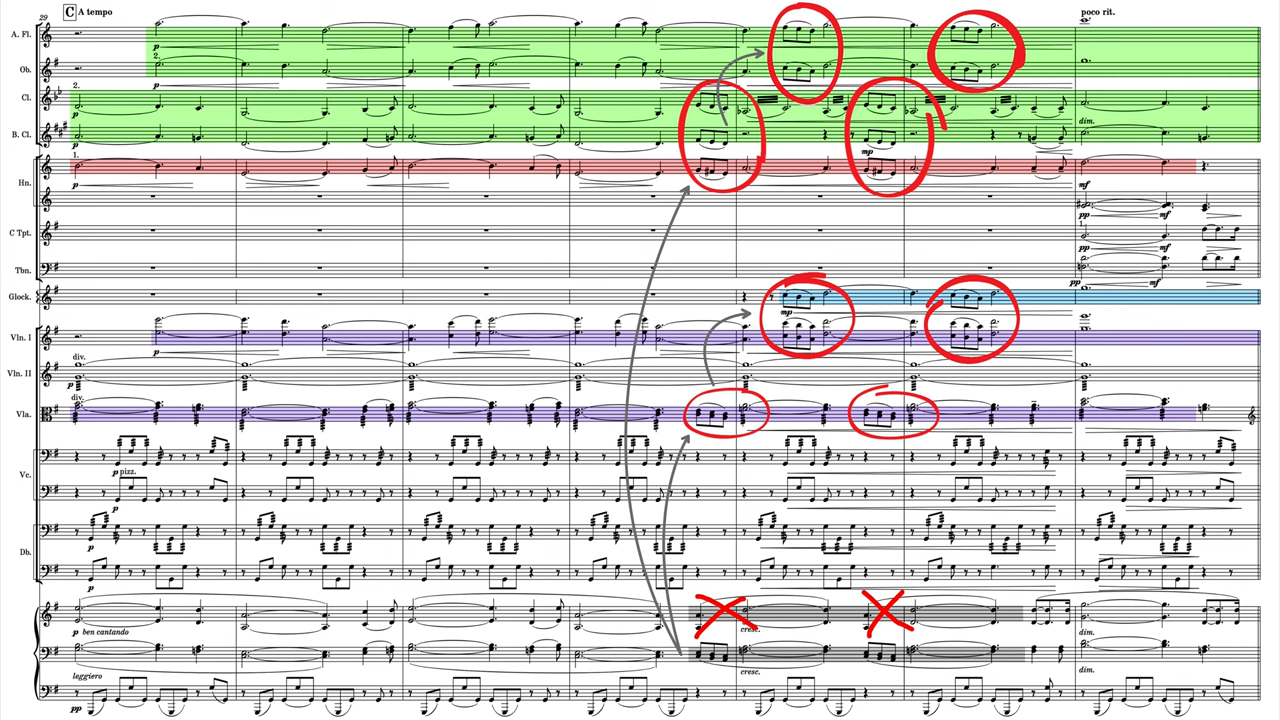 29 C A tempo poco rit.
A. Fl.
p
2.
Ob.
p
2.
Cl.
p dim.
B. Cl.
p mp
1.
Hn.
p mf
pp mf
1.
C Tpt.
pp mf
Tbn.
pp mf
Glock.
mp
Vln. I
p
div.
Vln. II
p
div.
Vla.
Vc.
p pizz.
p
p
Db.
p
p ben cantando cresc. dim.
leggiero cresc. dim.
pp